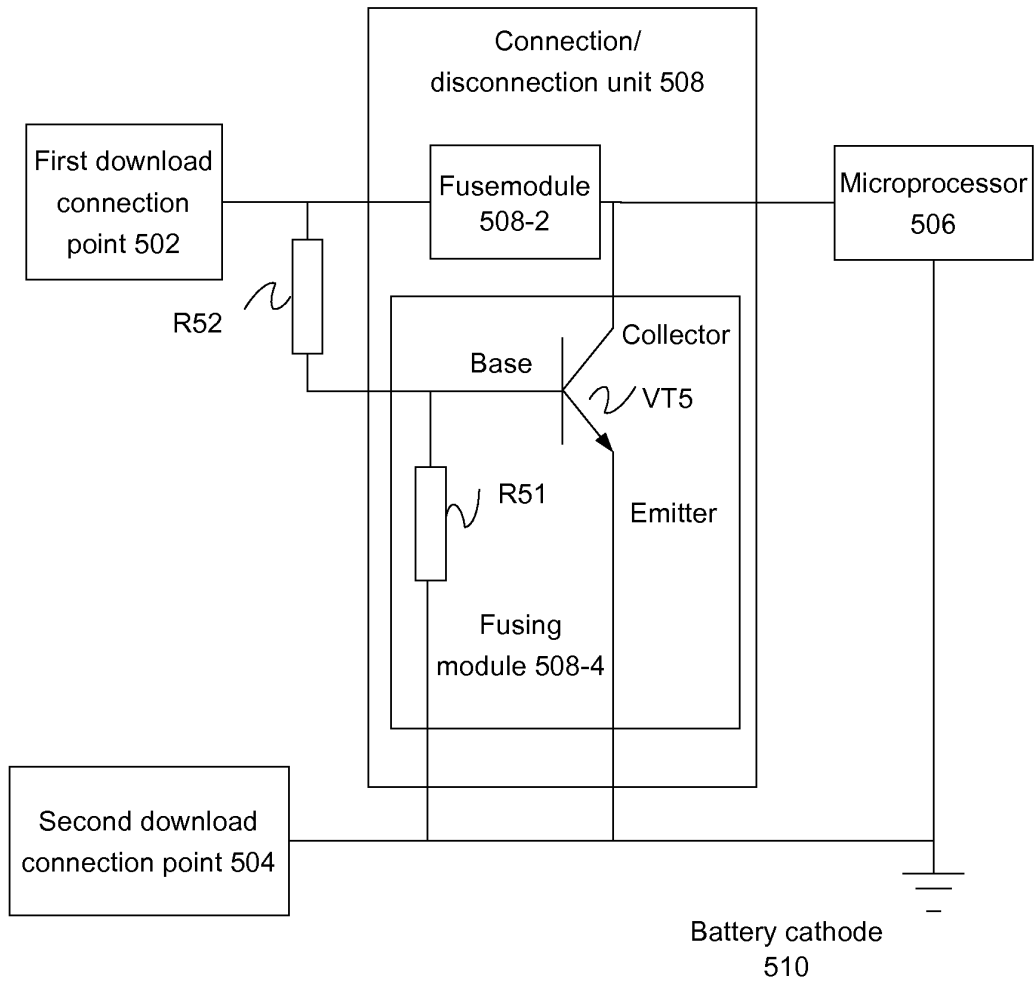 Connection/
disconnection unit 508
First download
connection
point 502
Fusemodule
508-2
Microprocessor
506
R52
Collector
Base
VT5
R51
Emitter
Fusing
module 508-4
Second download
connection point 504
Battery cathode
510